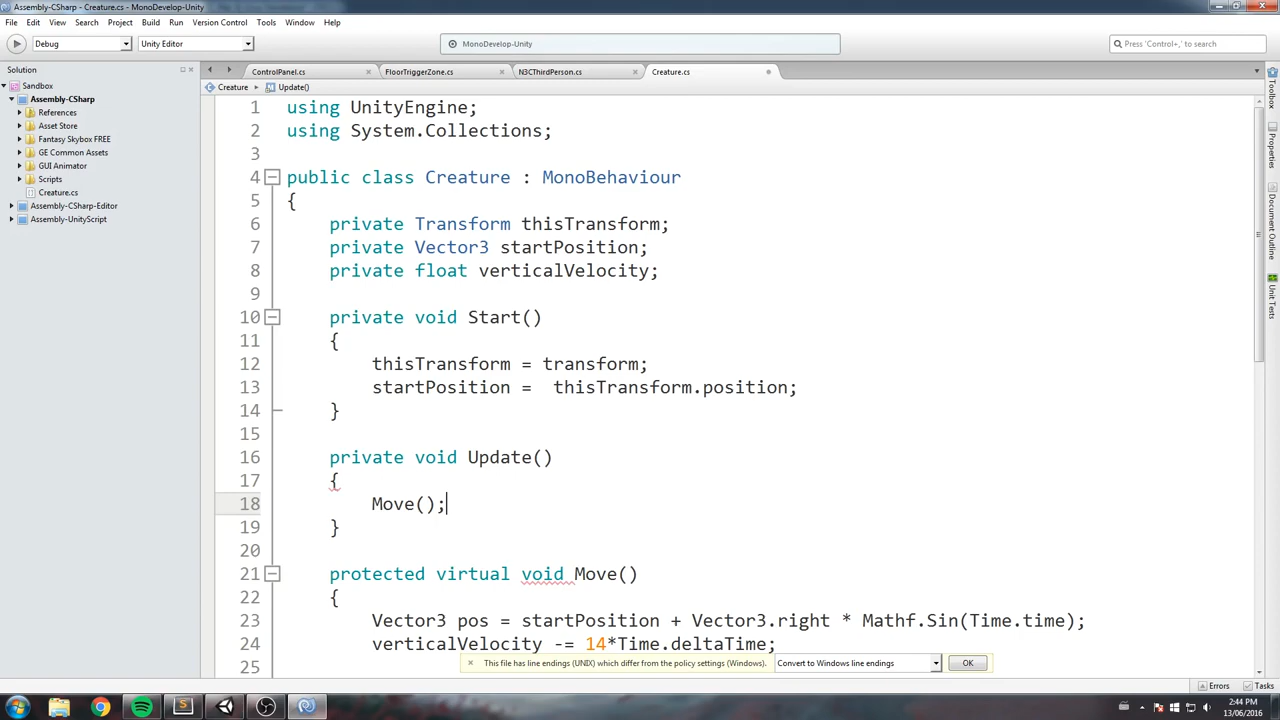 Assembly-CSharp - Creature.cs - MonoDevelop-Unity
File Edit View Search Project Build Run Version Control Tools Window Help
Debug Unity Editor MonoDevelop-Unity Press 'Control+,' to search
Solution
ControlPanel.cs FloorTriggerZone.cs N3CThirdPerson.cs Creature.cs
Creature Update()
Sandbox
Assembly-CSharp
References
Asset Store
Fantasy Skybox FREE
GE Common Assets
GUI Animator
Scripts
Creature.cs
Assembly-CSharp-Editor
Assembly-UnityScript
1 using UnityEngine;
2 using System.Collections;
3
4 public class Creature : MonoBehaviour
5 {
6 private Transform thisTransform;
7 private Vector3 startPosition;
8 private float verticalVelocity;
9
10 private void Start()
11 {
12 thisTransform = transform;
13 startPosition =  thisTransform.position;
14 }
15
16 private void Update()
17 {
18 Move();
19 }
20
21 protected virtual void Move()
22 {
23 Vector3 pos = startPosition + Vector3.right * Mathf.Sin(Time.time);
24 verticalVelocity -= 14*Time.deltaTime;
25
This file has line endings (UNIX) which differ from the policy settings (Windows). Convert to Windows line endings OK
Toolbox
Properties
Document Outline
Unit Tests
Errors Tasks
2:44 PM
13/06/2016